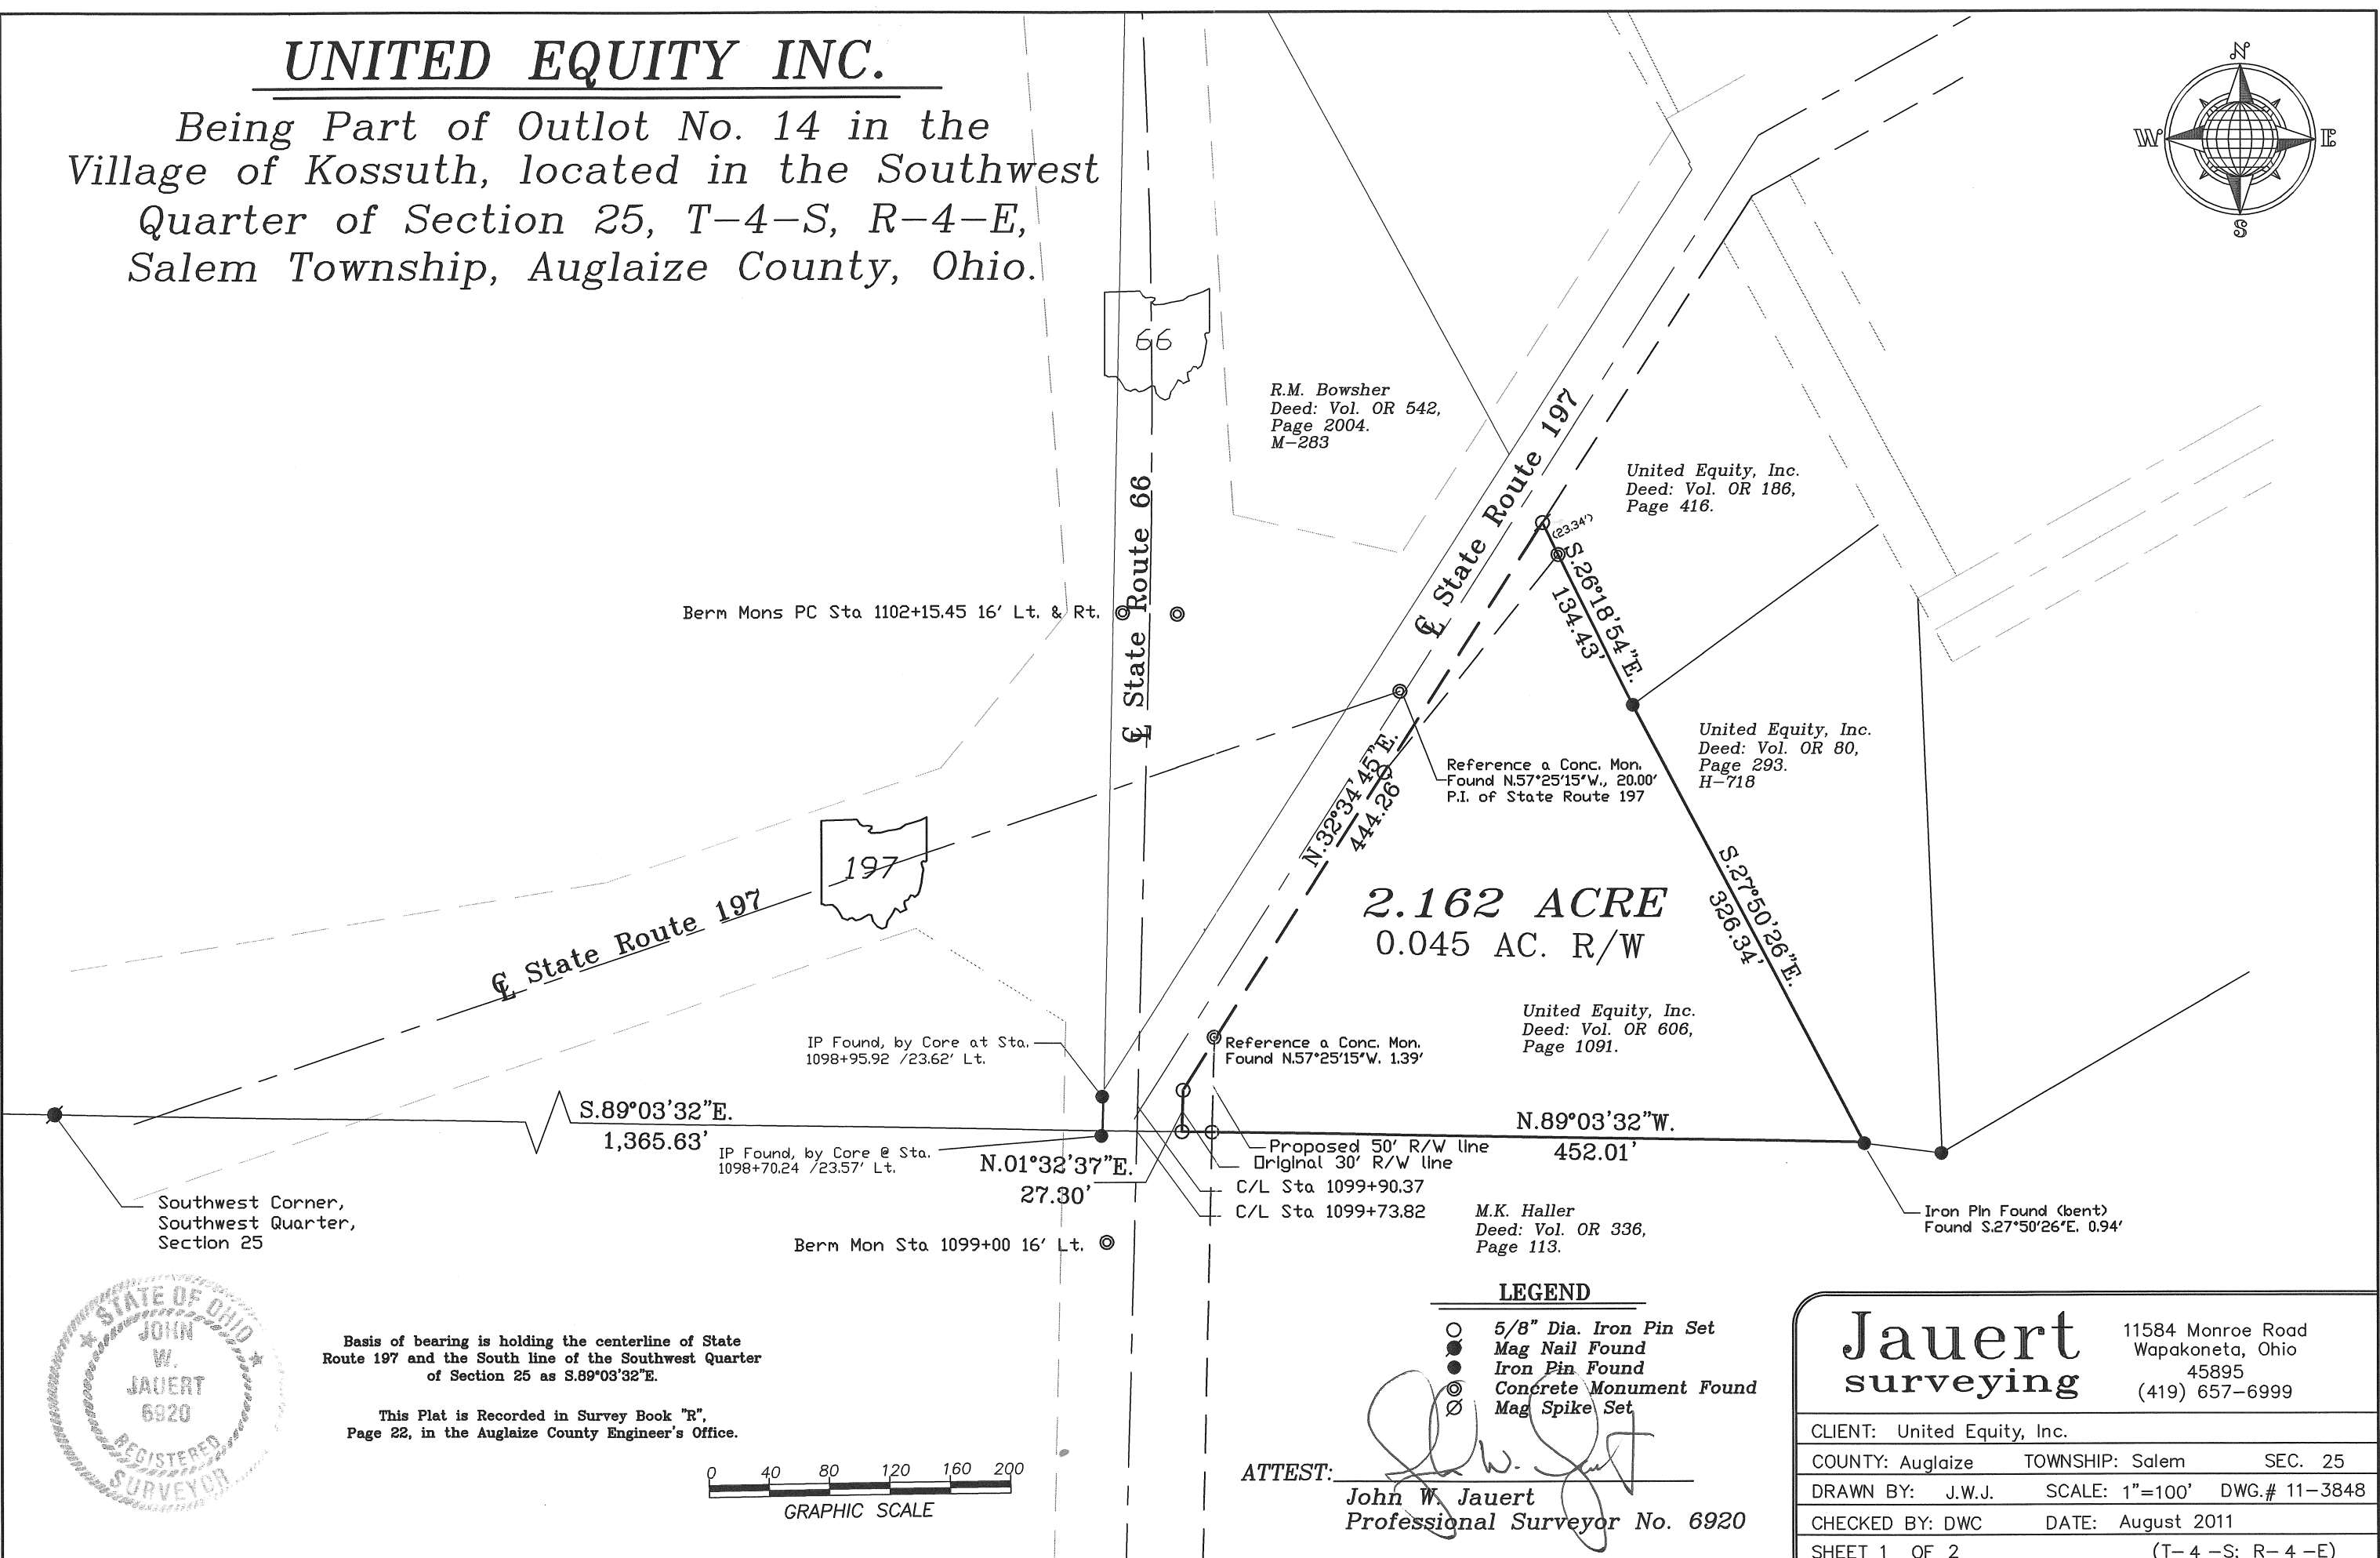 UNITED EQUITY INC.
Being Part of Outlot No. 14 in the
Village of Kossuth, located in the Southwest
Quarter of Section 25, T-4-S, R-4-E,
Salem Township, Auglaize County, Ohio.
N
W
E
S
66
R.M. Bowsher
Deed: Vol. OR 542,
Page 2004.
M-283
℄ State Route 197
United Equity, Inc.
Deed: Vol. OR 186,
Page 416.
℄ State Route 66
(23.34')
S.26°18'54"E.
134.43'
Berm Mons PC Sta 1102+15.45 16' Lt. & Rt.
United Equity, Inc.
Deed: Vol. OR 80,
Page 293.
H-718
Reference a Conc. Mon.
Found N.57°25'15"W., 20.00'
P.I. of State Route 197
N.32°34'45"E.
444.26'
197
℄ State Route 197
2.162 ACRE
0.045 AC. R/W
S.27°50'26"E.
326.34'
United Equity, Inc.
Deed: Vol. OR 606,
Page 1091.
IP Found, by Core at Sta.
1098+95.92 /23.62' Lt.
Reference a Conc. Mon.
Found N.57°25'15"W. 1.39'
S.89°03'32"E.
1,365.63'
IP Found, by Core @ Sta.
1098+70.24 /23.57' Lt.
N.01°32'37"E.
27.30'
N.89°03'32"W.
452.01'
Proposed 50' R/W line
Original 30' R/W line
C/L Sta 1099+90.37
C/L Sta 1099+73.82
Southwest Corner,
Southwest Quarter,
Section 25
Berm Mon Sta 1099+00 16' Lt.
M.K. Haller
Deed: Vol. OR 336,
Page 113.
Iron Pin Found (bent)
Found S.27°50'26"E. 0.94'
STATE OF OHIO
JOHN
W.
JAUERT
6920
REGISTERED
SURVEYOR
Basis of bearing is holding the centerline of State
Route 197 and the South line of the Southwest Quarter
of Section 25 as S.89°03'32"E.
This Plat is Recorded in Survey Book "R",
Page 22, in the Auglaize County Engineer's Office.
0 40 80 120 160 200
GRAPHIC SCALE
LEGEND
5/8" Dia. Iron Pin Set
Mag Nail Found
Iron Pin Found
Concrete Monument Found
Mag Spike Set
ATTEST:
John W. Jauert
Professional Surveyor No. 6920
Jauert
surveying
11584 Monroe Road
Wapakoneta, Ohio
45895
(419) 657-6999
CLIENT: United Equity, Inc.
COUNTY: Auglaize TOWNSHIP: Salem SEC. 25
DRAWN BY: J.W.J. SCALE: 1"=100' DWG.# 11-3848
CHECKED BY: DWC DATE: August 2011
SHEET 1 OF 2 (T-4-S; R-4-E)